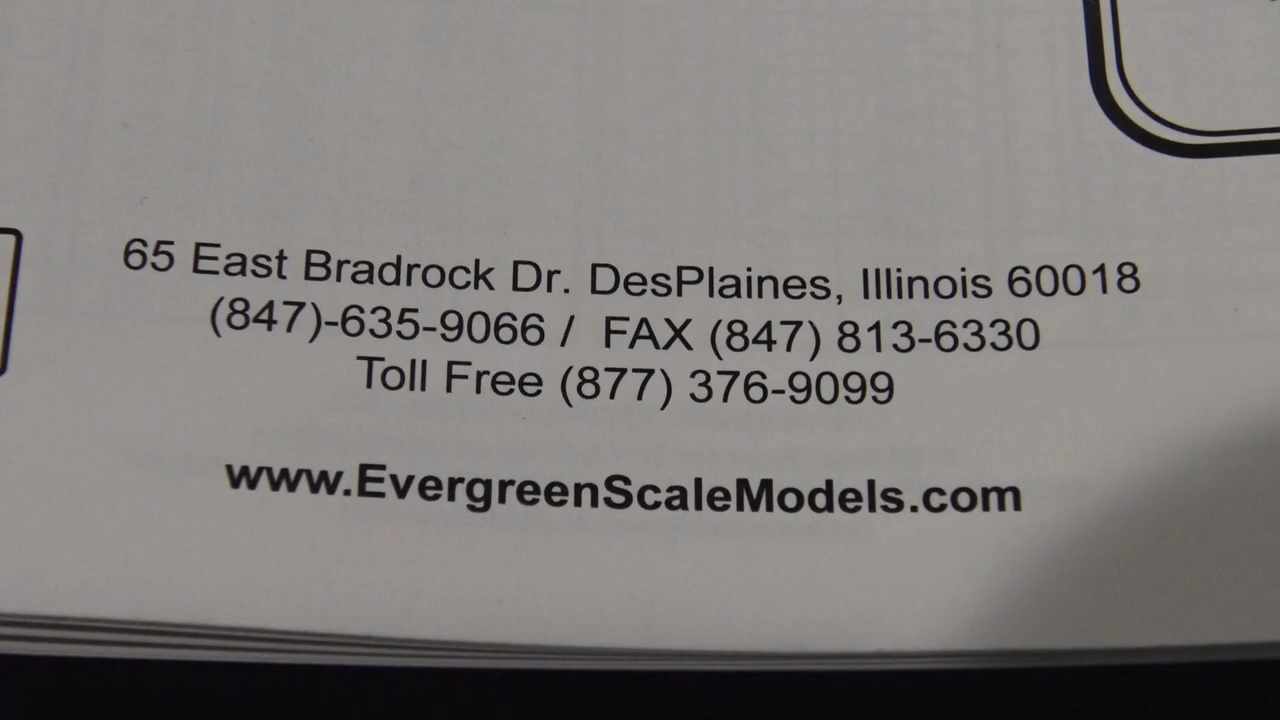 65 East Bradrock Dr. DesPlaines, Illinois 60018
(847)-635-9066 / FAX (847) 813-6330
Toll Free (877) 376-9099
www.EvergreenScaleModels.com